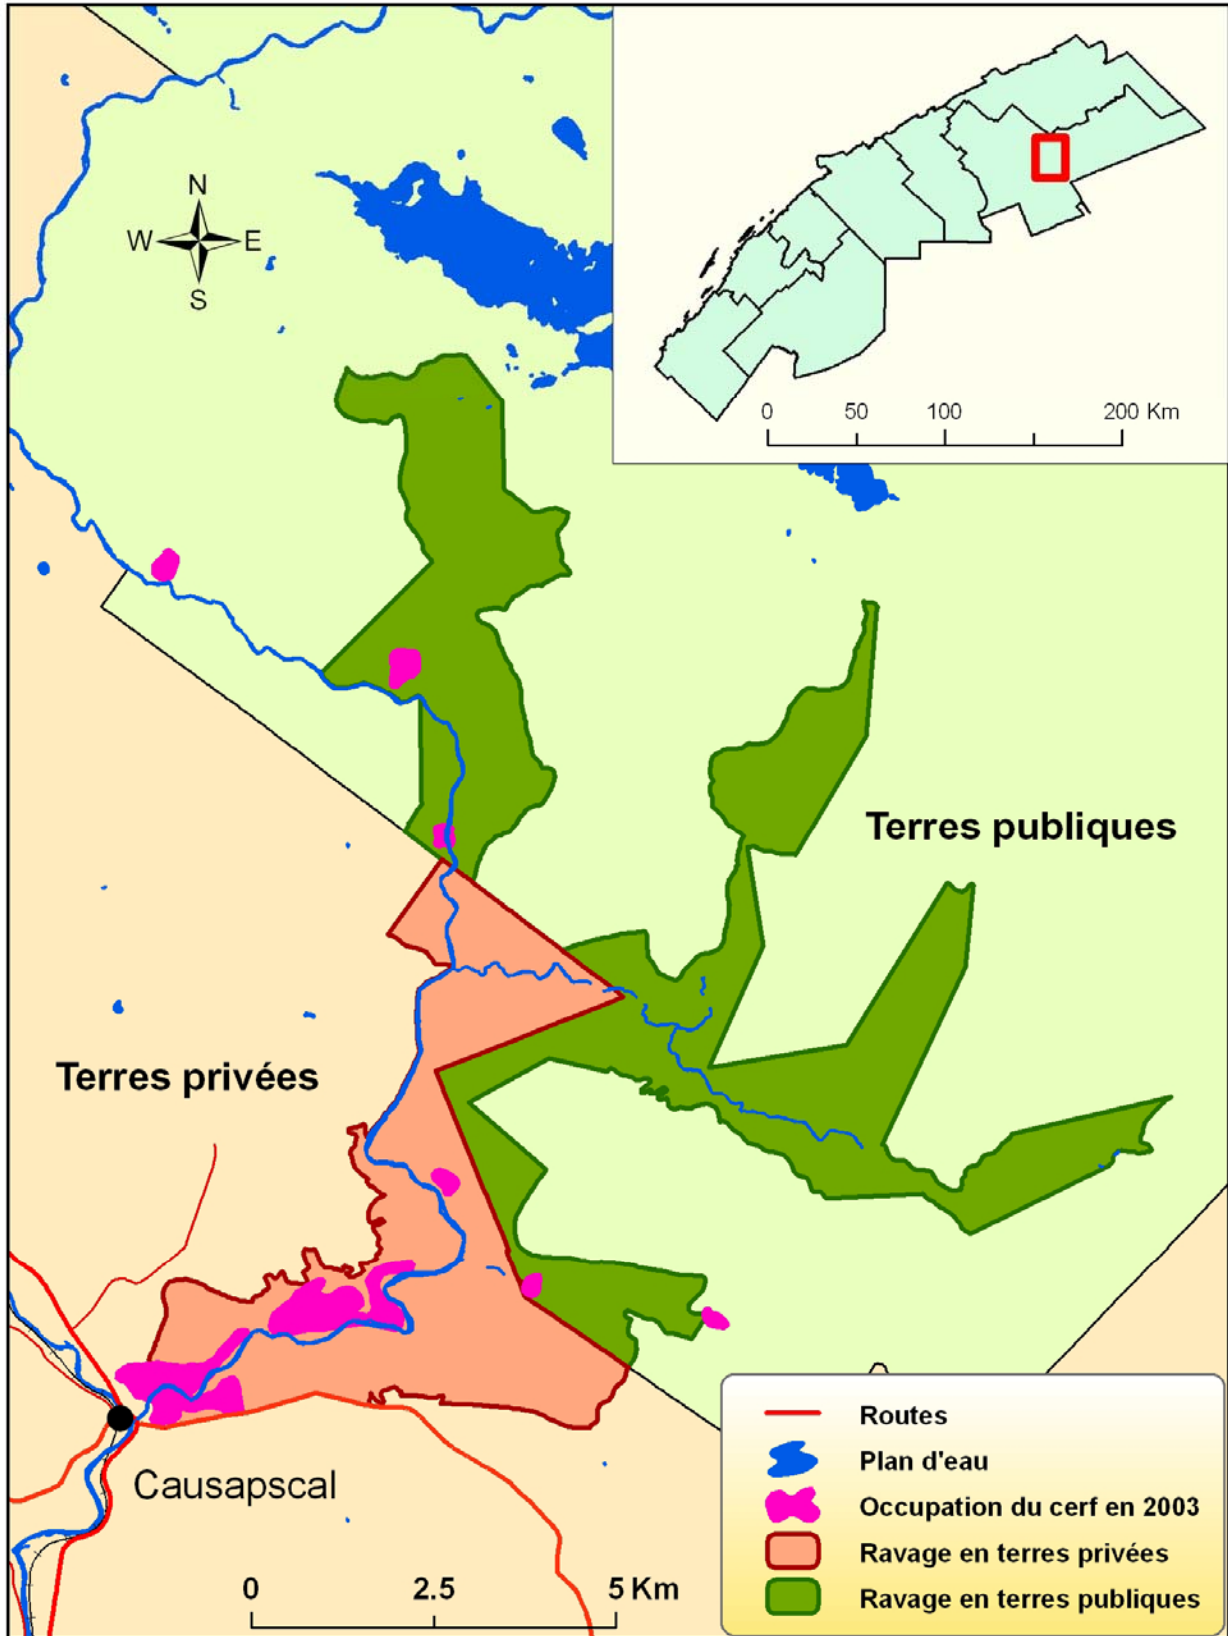 N
W E
S
0 50 100 200 Km
Terres publiques
Terres privées
Causapscal
0 2.5 5 Km
Routes
Plan d'eau
Occupation du cerf en 2003
Ravage en terres privées
Ravage en terres publiques